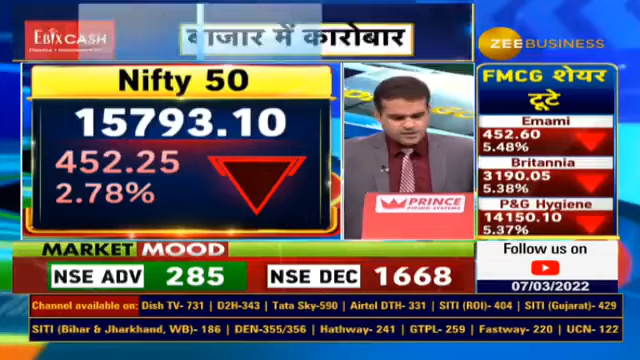 EbixCASH
बाजार में कारोबार
ZEE BUSINESS
Nifty 50
15793.10
452.25
2.78%
PRINCE
PIPING SYSTEMS
FMCG शेयर
टूटे
Emami
452.60
5.48%
Britannia
3190.05
5.38%
P&G Hygiene
14150.10
5.37%
MARKET MOOD
NSE ADV 285 NSE DEC 1668
Follow us on
07/03/2022
Channel available on: Dish TV- 731 | D2H-343 | Tata Sky-590 | Airtel DTH- 331 | SITI (ROI)- 404 | SITI (Gujarat)- 429
SITI (Bihar & Jharkhand, WB)- 186 | DEN-355/356 | Hathway- 241 | GTPL- 259 | Fastway- 220 | UCN- 122